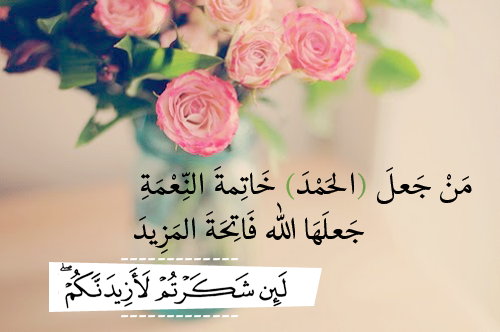 مَنْ جَعلَ (الحَمْدَ) خَاتِمةَ النِّعْمَةِ
جَعلَهَا الله فَاتِحَةَ المَزِيدَ
لَئِن شَكَرْتُمْ لَأَزِيدَنَّكُمْ ۖ